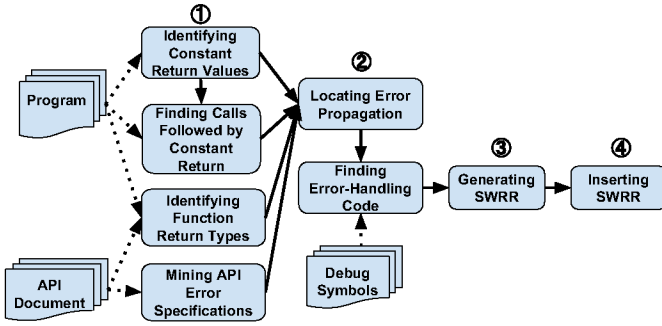 ①
Identifying
Constant
Return Values
Program
Finding Calls
Followed by
Constant
Return
Identifying
Function
Return Types
API
Document
Mining API
Error
Specifications
②
Locating Error
Propagation
Finding
Error-Handling
Code
Debug
Symbols
③
Generating
SWRR
④
Inserting
SWRR